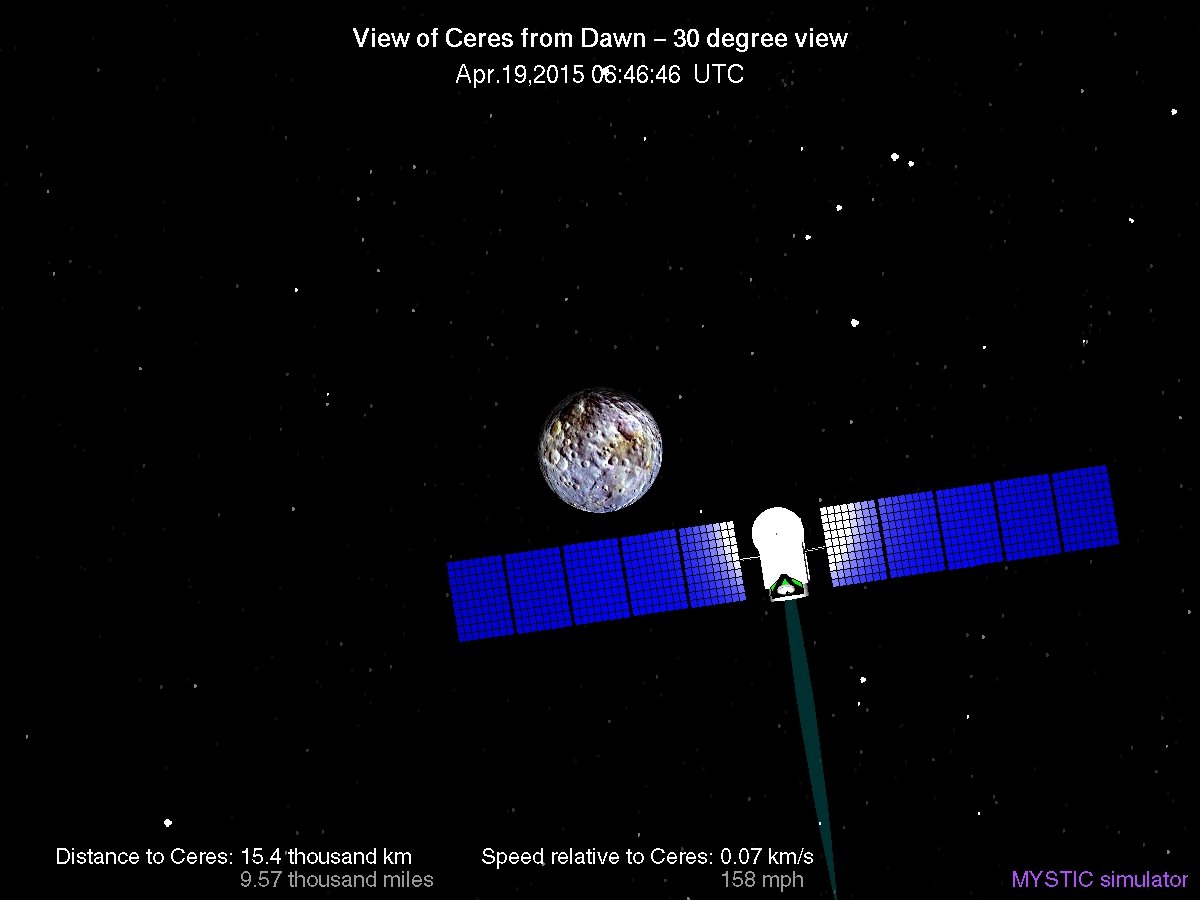 View of Ceres from Dawn – 30 degree view
Apr.19,2015 06:46:46 UTC
Distance to Ceres: 15.4 thousand km
9.57 thousand miles
Speed relative to Ceres: 0.07 km/s
158 mph
MYSTIC simulator